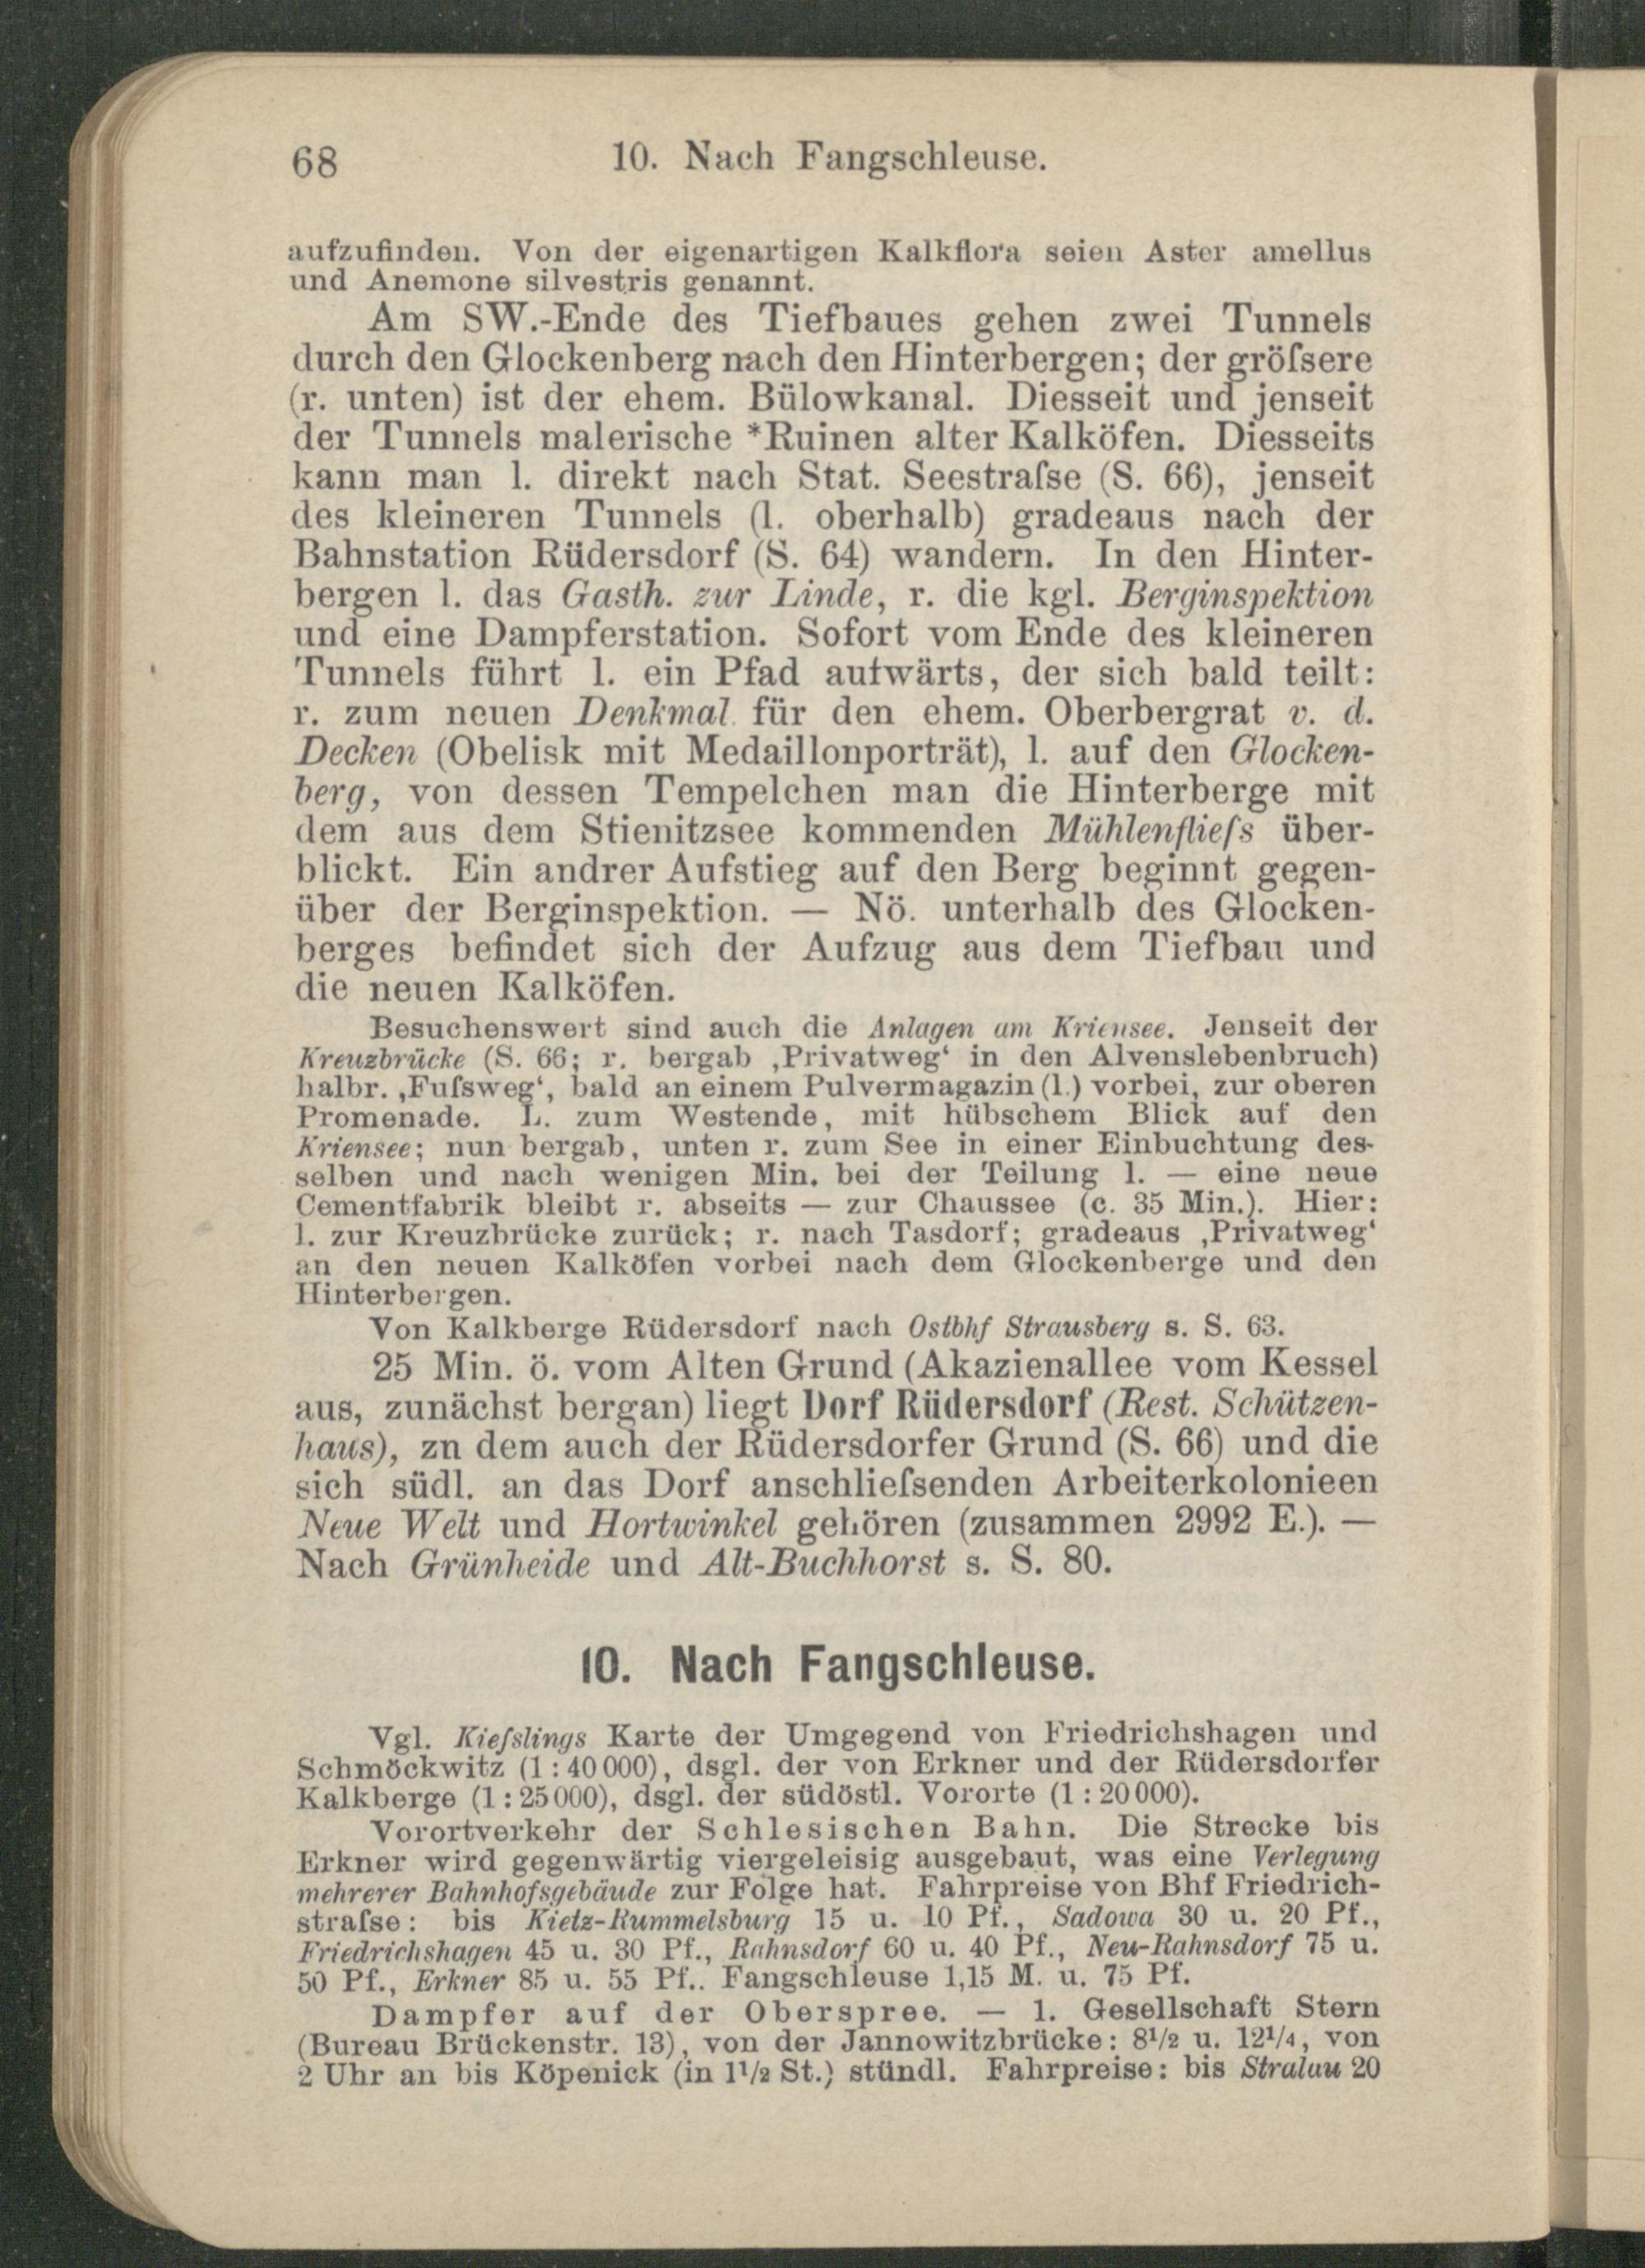 68
10. Nach Fangschleuse.
aufzufinden. Von der eigenartigen Kalkflora seien Aster amellus
und Anemone silvestris genannt.
Am SW.-Ende des Tiefbaues gehen zwei Tunnels
durch den Glockenberg nach den Hinterbergen; der gröſsere
(r. unten) ist der ehem. Bülowkanal. Diesseit und jenseit
der Tunnels malerische *Ruinen alter Kalköfen. Diesseits
kann man l. direkt nach Stat. Seestraſse (S. 66), jenseit
des kleineren Tunnels (l. oberhalb) gradeaus nach der
Bahnstation Rüdersdorf (S. 64) wandern. In den Hinter-
bergen l. das Gasth. zur Linde, r. die kgl. Berginspektion
und eine Dampferstation. Sofort vom Ende des kleineren
Tunnels führt l. ein Pfad aufwärts, der sich bald teilt:
r. zum neuen Denkmal für den ehem. Oberbergrat v. d.
Decken (Obelisk mit Medaillonporträt), l. auf den Glocken-
berg, von dessen Tempelchen man die Hinterberge mit
dem aus dem Stienitzsee kommenden Mühlenflieſs über-
blickt. Ein andrer Aufstieg auf den Berg beginnt gegen-
über der Berginspektion. — Nö. unterhalb des Glocken-
berges befindet sich der Aufzug aus dem Tiefbau und
die neuen Kalköfen.
Besuchenswert sind auch die Anlagen am Kriensee. Jenseit der
Kreuzbrücke (S. 66; r. bergab ‚Privatweg‘ in den Alvenslebenbruch)
halbr. ‚Fuſsweg‘, bald an einem Pulvermagazin (l.) vorbei, zur oberen
Promenade. L. zum Westende, mit hübschem Blick auf den
Kriensee; nun bergab, unten r. zum See in einer Einbuchtung des-
selben und nach wenigen Min. bei der Teilung l. — eine neue
Cementfabrik bleibt r. abseits — zur Chaussee (c. 35 Min.). Hier:
l. zur Kreuzbrücke zurück; r. nach Tasdorf; gradeaus ‚Privatweg‘
an den neuen Kalköfen vorbei nach dem Glockenberge und den
Hinterbergen.
Von Kalkberge Rüdersdorf nach Ostbhf Strausberg s. S. 63.
25 Min. ö. vom Alten Grund (Akazienallee vom Kessel
aus, zunächst bergan) liegt Dorf Rüdersdorf (Rest. Schützen-
haus), zn dem auch der Rüdersdorfer Grund (S. 66) und die
sich südl. an das Dorf anschlieſsenden Arbeiterkolonieen
Neue Welt und Hortwinkel gehören (zusammen 2992 E.). —
Nach Grünheide und Alt-Buchhorst s. S. 80.
10. Nach Fangschleuse.
Vgl. Kieſslings Karte der Umgegend von Friedrichshagen und
Schmöckwitz (1 : 40 000), dsgl. der von Erkner und der Rüdersdorfer
Kalkberge (1 : 25 000), dsgl. der südöstl. Vororte (1 : 20 000).
Vorortverkehr der Schlesischen Bahn. Die Strecke bis
Erkner wird gegenwärtig viergeleisig ausgebaut, was eine Verlegung
mehrerer Bahnhofsgebäude zur Folge hat. Fahrpreise von Bhf Friedrich-
straſse: bis Kietz-Rummelsburg 15 u. 10 Pf., Sadowa 30 u. 20 Pf.,
Friedrichshagen 45 u. 30 Pf., Rahnsdorf 60 u. 40 Pf., Neu-Rahnsdorf 75 u.
50 Pf., Erkner 85 u. 55 Pf.. Fangschleuse 1,15 M. u. 75 Pf.
Dampfer auf der Oberspree. — 1. Gesellschaft Stern
(Bureau Brückenstr. 13), von der Jannowitzbrücke: 8½ u. 12¼, von
2 Uhr an bis Köpenick (in 1½ St.) stündl. Fahrpreise: bis Stralau 20